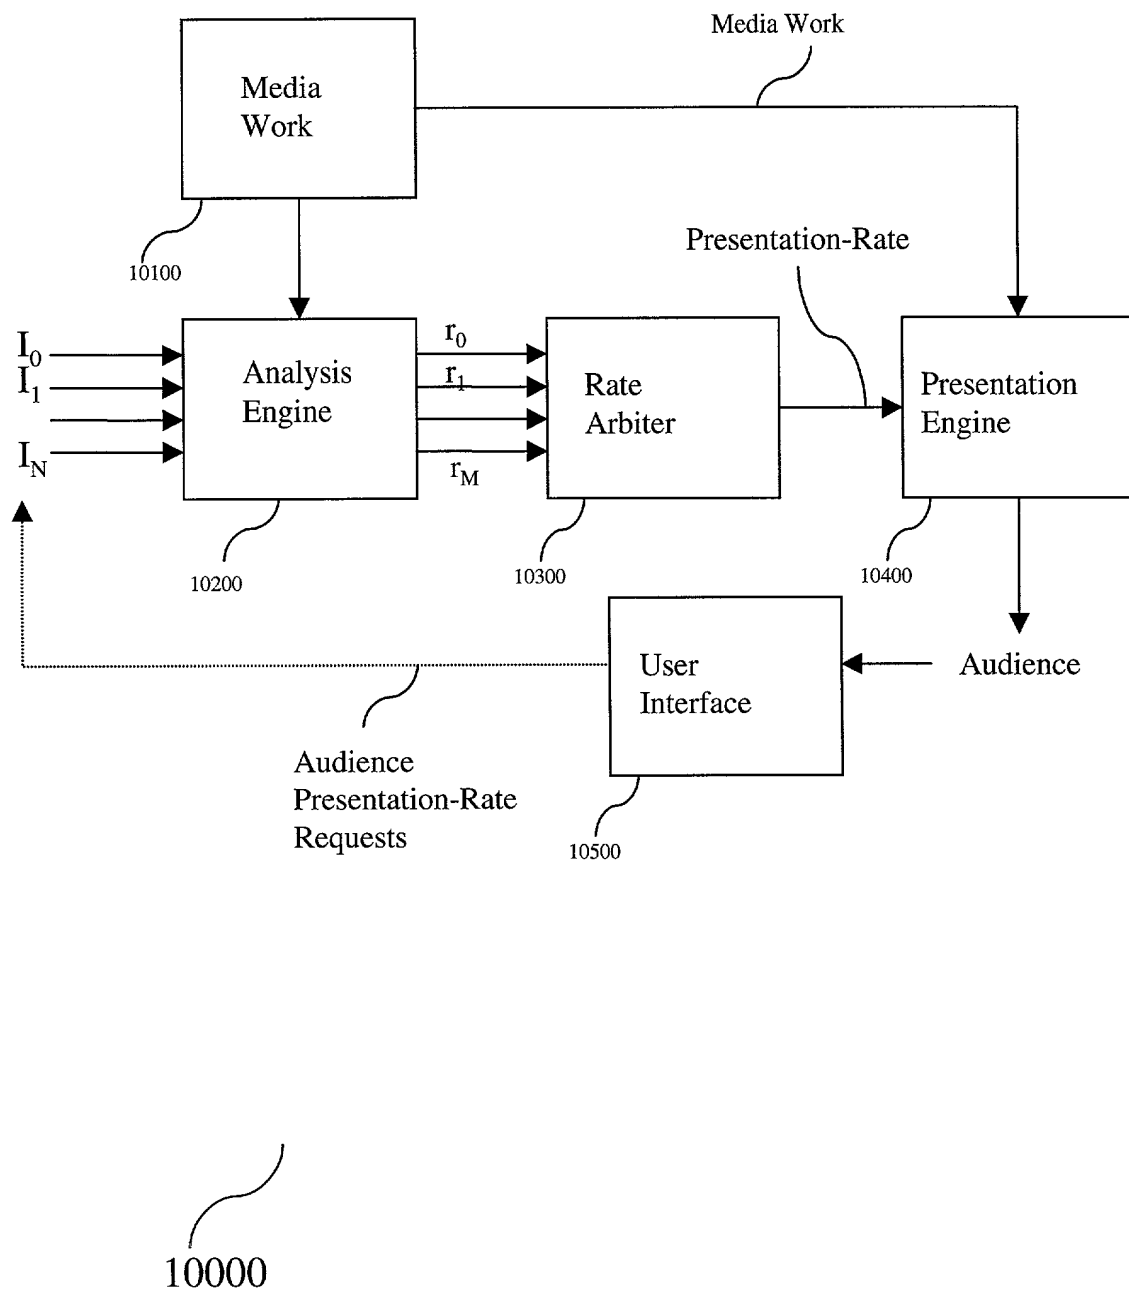 Media Work
Media
Work
10100
Presentation-Rate
I0
I1
IN
Analysis
Engine
r0
r1
rM
Rate
Arbiter
Presentation
Engine
10200
10300
10400
User
Interface
Audience
Audience
Presentation-Rate
Requests
10500
10000